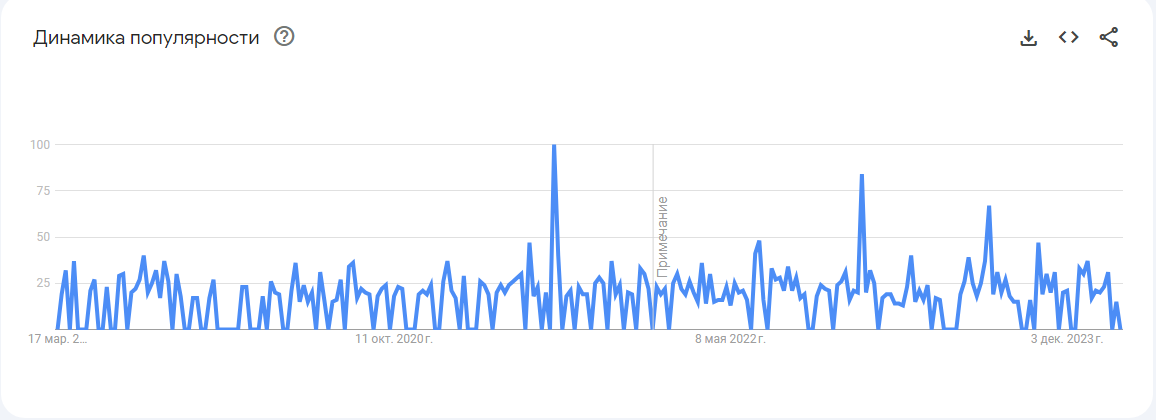 Динамика популярности
100
75
50
25
Примечание
17 мар. 2...
11 окт. 2020 г.
8 мая 2022 г.
3 дек. 2023 г.